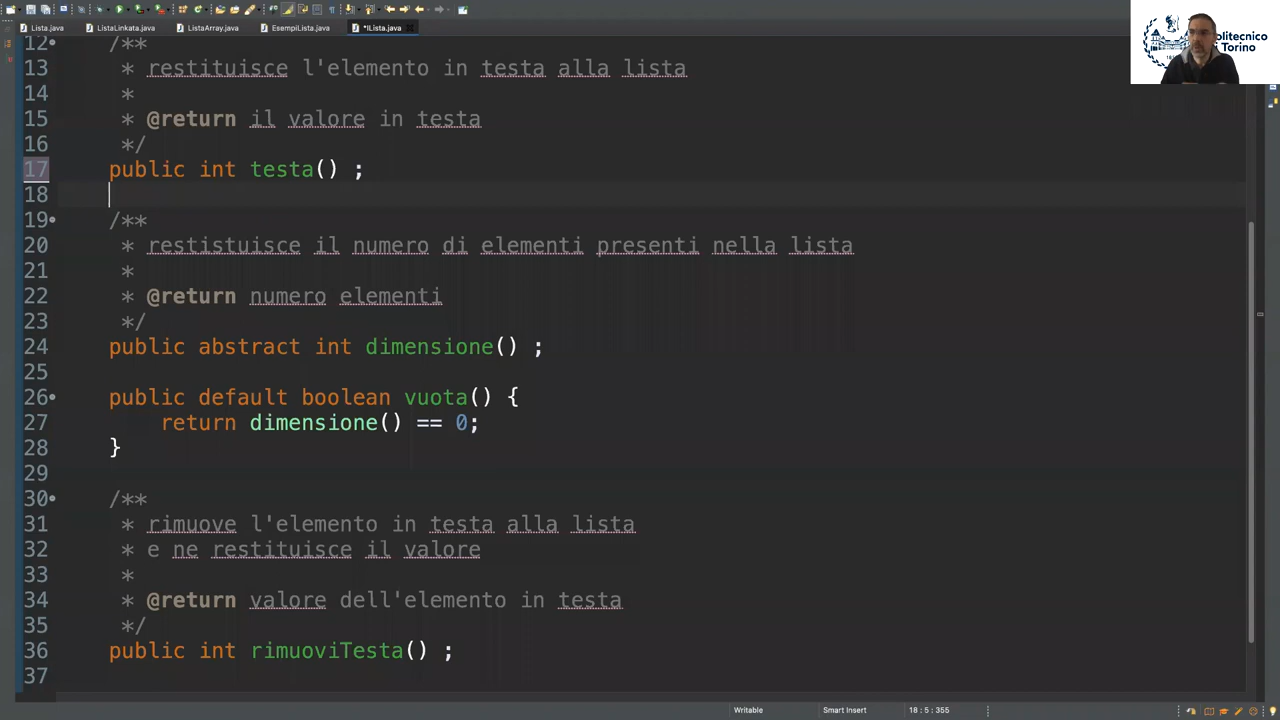 Lista.java ListaLinkata.java ListaArray.java EsempiLista.java *ILista.java
Politecnico
di Torino
12 /**
13 * restituisce l'elemento in testa alla lista
14 *
15 * @return il valore in testa
16 */
17 public int testa() ;
18
19 /**
20 * restistuisce il numero di elementi presenti nella lista
21 *
22 * @return numero elementi
23 */
24 public abstract int dimensione() ;
25
26 public default boolean vuota() {
27 return dimensione() == 0;
28 }
29
30 /**
31 * rimuove l'elemento in testa alla lista
32 * e ne restituisce il valore
33 *
34 * @return valore dell'elemento in testa
35 */
36 public int rimuoviTesta() ;
37
Writable Smart Insert 18 : 5 : 355